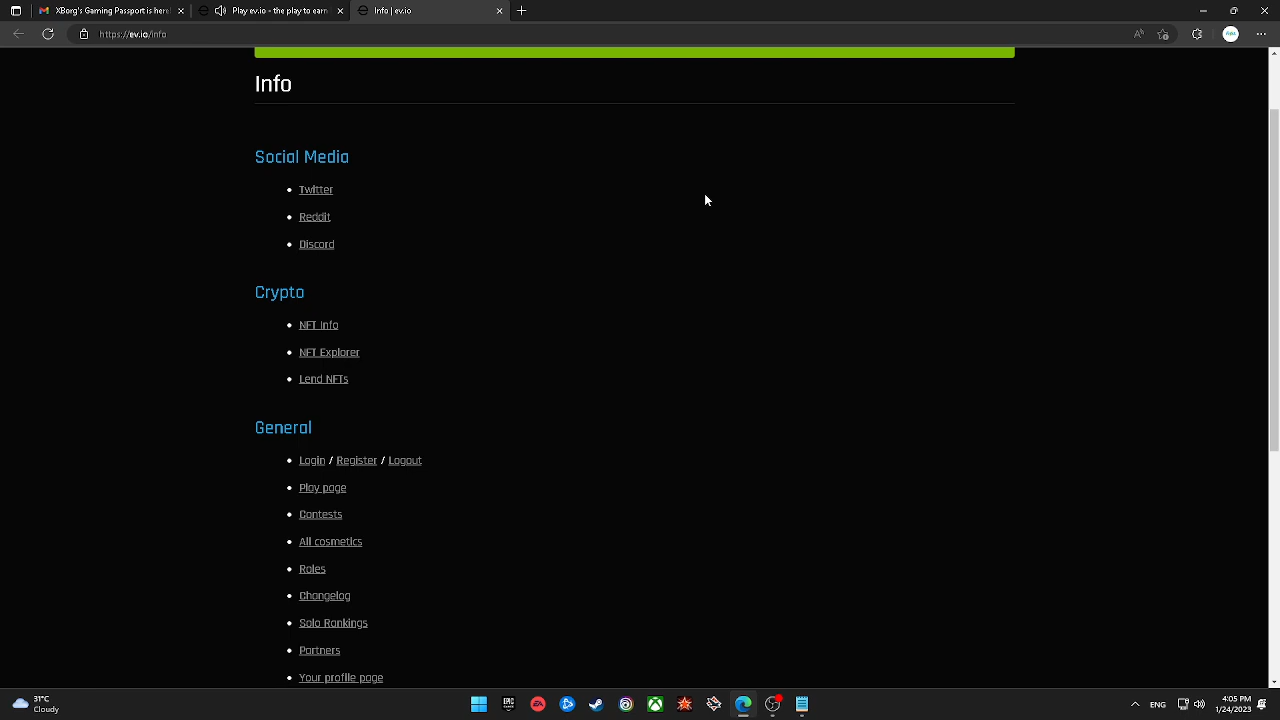 XBorg's Gaming Passport is here!
Play ev.io - the play to earn
Info | ev.io
https://ev.io/info
Info
Social Media
Twitter
Reddit
Discord
Crypto
NFT Info
NFT Explorer
Lend NFTs
General
Login / Register / Logout
Play page
Contests
All cosmetics
Roles
Changelog
Solo Rankings
Partners
Your profile page
31°C
Cloudy
ENG
4:05 PM
1/24/2023